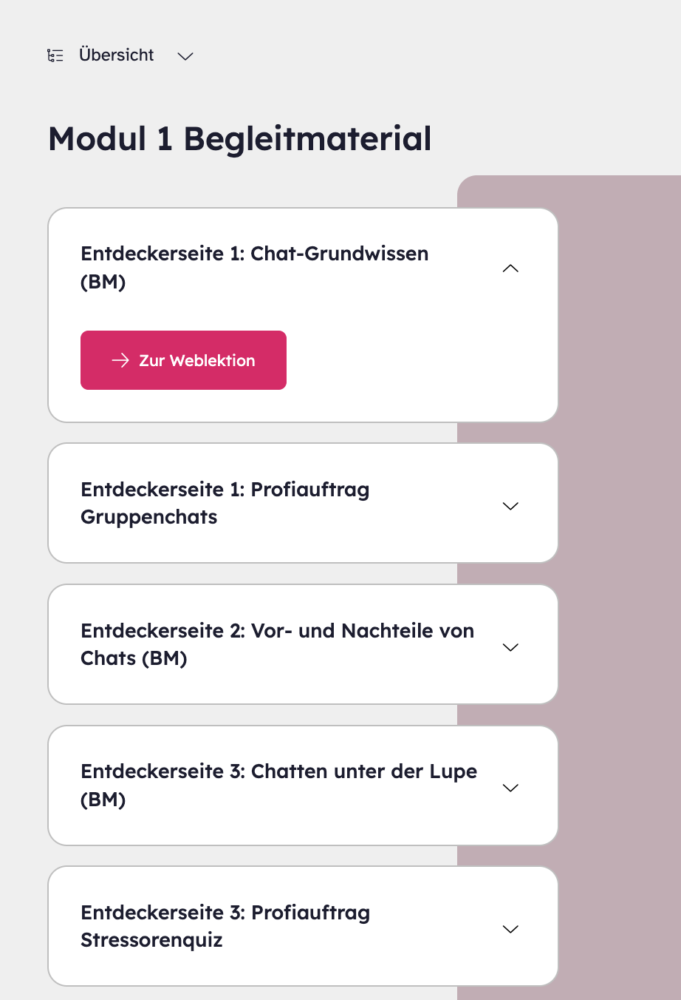 Übersicht
Modul 1 Begleitmaterial
Entdeckerseite 1: Chat-Grundwissen
(BM)
Zur Weblektion
Entdeckerseite 1: Profiauftrag
Gruppenchats
Entdeckerseite 2: Vor- und Nachteile von
Chats (BM)
Entdeckerseite 3: Chatten unter der Lupe
(BM)
Entdeckerseite 3: Profiauftrag
Stressorenquiz